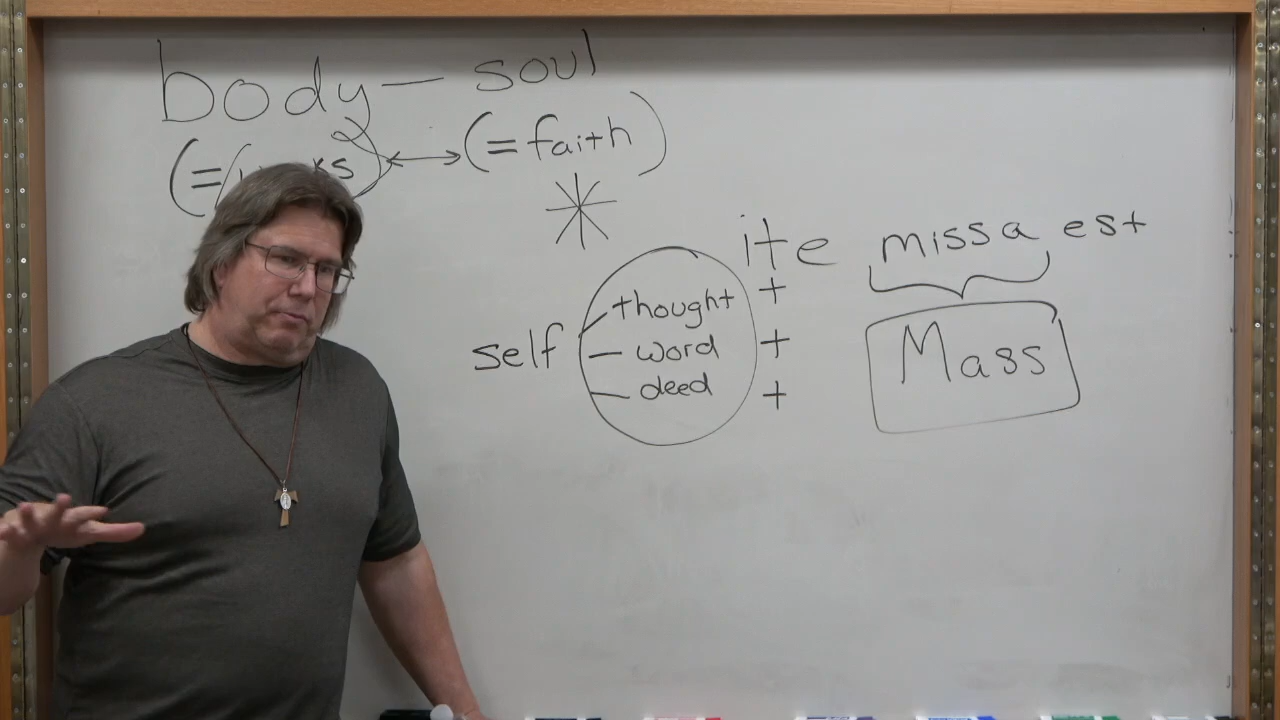 body — soul
(= faith)
ite missa est
thought +
self — word +
deed +
Mass